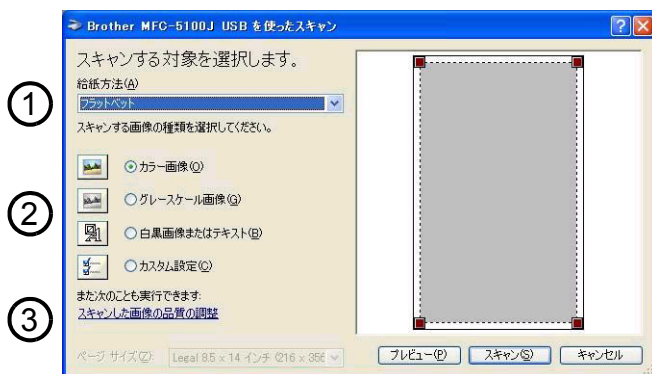 Brother MFC-5100J USB を使ったスキャン
スキャンする対象を選択します。
給紙方法(A)
①
フラットベット
スキャンする画像の種類を選択してください。
カラー画像(O)
②
グレースケール画像(G)
白黒画像またはテキスト(B)
カスタム設定(C)
また次のことも実行できます:
③
スキャンした画像の品質の調整
ページ サイズ(Z): Legal 8.5 x 14 インチ (216 x 356
プレビュー(P) スキャン(S) キャンセル